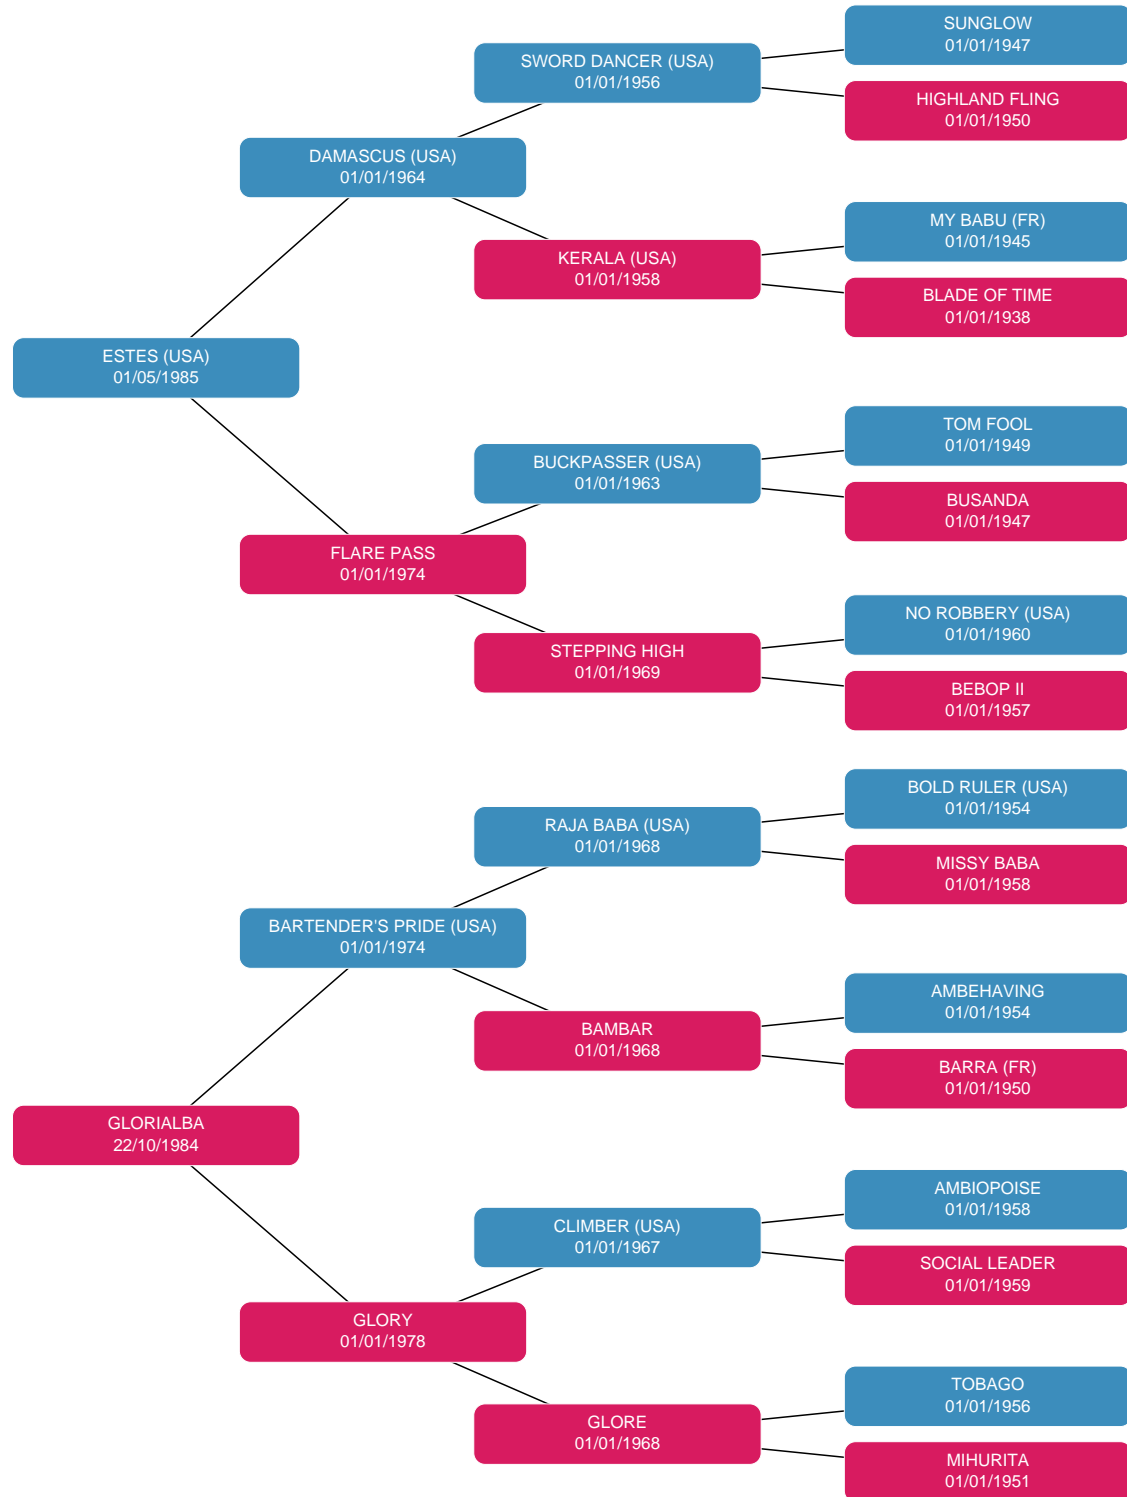 SUNGLOW
01/01/1947
SWORD DANCER (USA)
01/01/1956
HIGHLAND FLING
01/01/1950
DAMASCUS (USA)
01/01/1964
MY BABU (FR)
01/01/1945
KERALA (USA)
01/01/1958
BLADE OF TIME
01/01/1938
ESTES (USA)
01/05/1985
TOM FOOL
01/01/1949
BUCKPASSER (USA)
01/01/1963
BUSANDA
01/01/1947
FLARE PASS
01/01/1974
NO ROBBERY (USA)
01/01/1960
STEPPING HIGH
01/01/1969
BEBOP II
01/01/1957
BOLD RULER (USA)
01/01/1954
RAJA BABA (USA)
01/01/1968
MISSY BABA
01/01/1958
BARTENDER'S PRIDE (USA)
01/01/1974
AMBEHAVING
01/01/1954
BAMBAR
01/01/1968
BARRA (FR)
01/01/1950
GLORIALBA
22/10/1984
AMBIOPOISE
01/01/1958
CLIMBER (USA)
01/01/1967
SOCIAL LEADER
01/01/1959
GLORY
01/01/1978
TOBAGO
01/01/1956
GLORE
01/01/1968
MIHURITA
01/01/1951